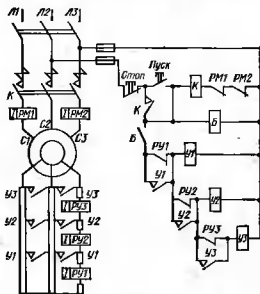 Л1 Л2 Л3
Стоп Пуск
К РМ1 РМ2
К
К
РМ1 РМ2
С2
С1 С3
Б
Б
РУ1 У1
У1
РУ2 У2
У2
РУ3 У3
У3
У3 У3
РУ3
У2 У2
РУ2
У1 У1
РУ1